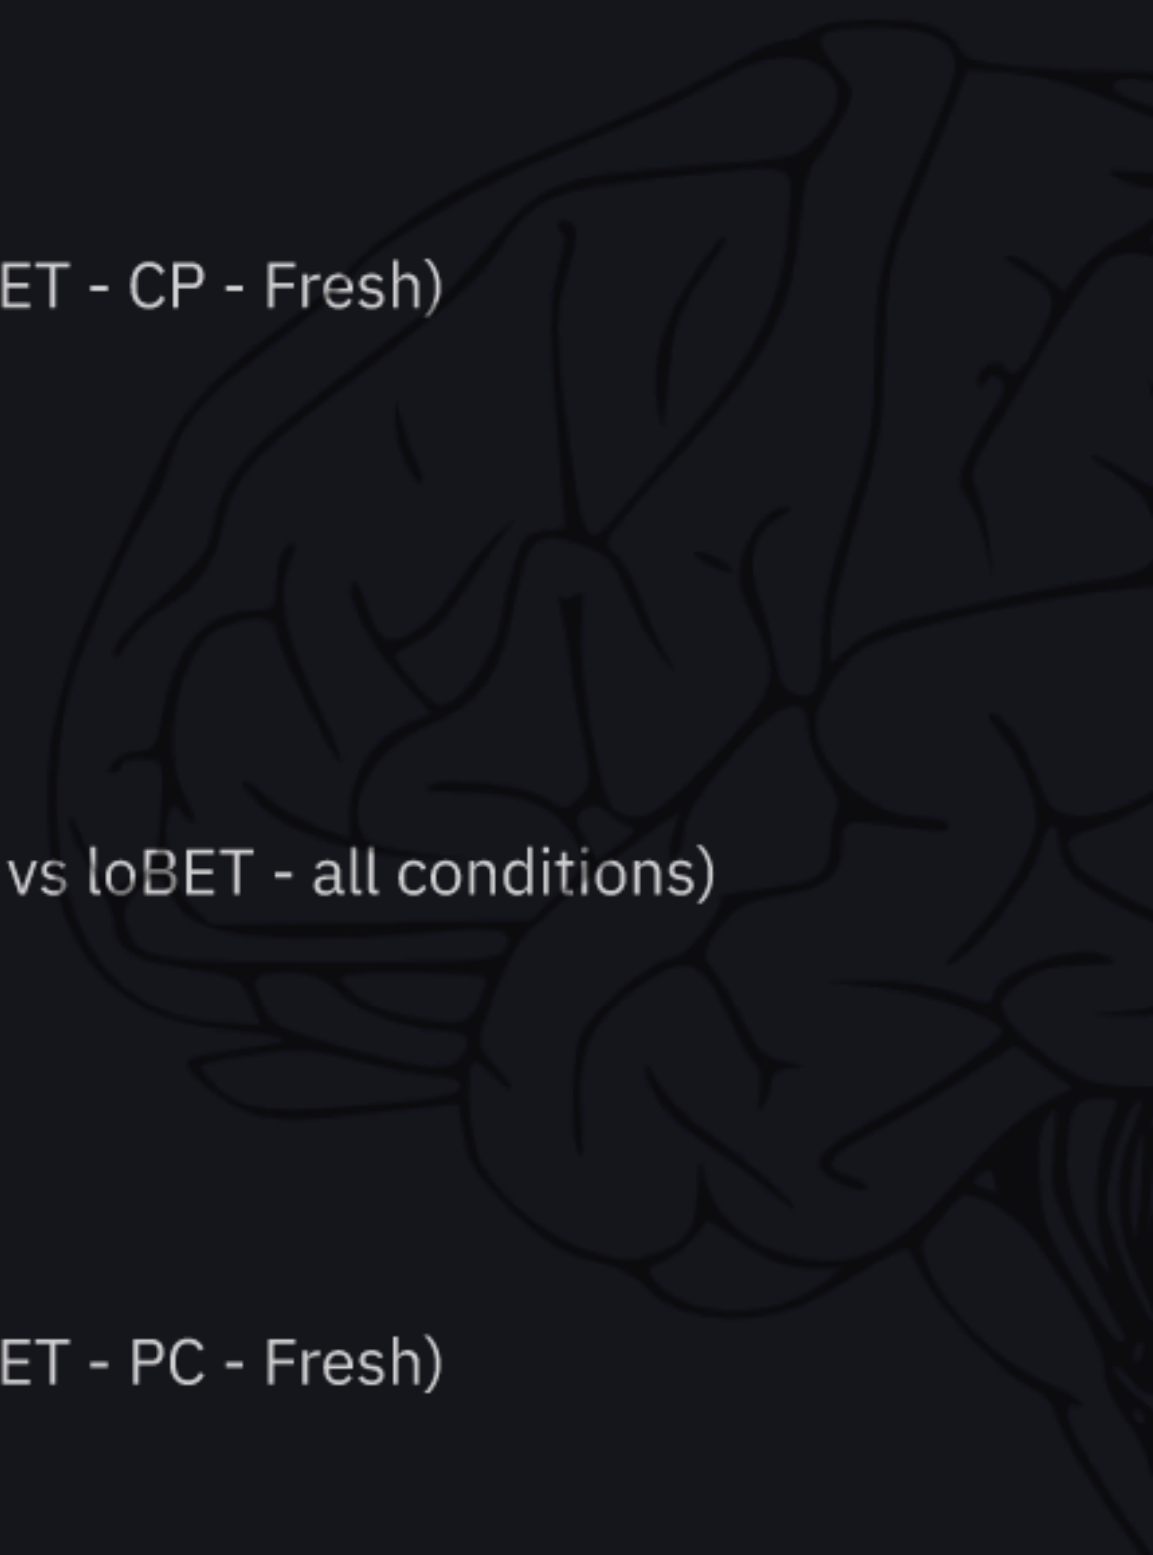 ET - CP - Fresh)
vs loBET - all conditions)
ET - PC - Fresh)